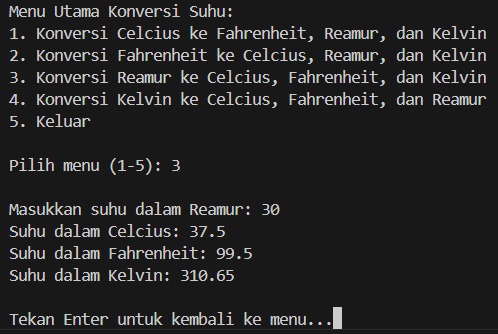 Menu Utama Konversi Suhu:
1. Konversi Celcius ke Fahrenheit, Reamur, dan Kelvin
2. Konversi Fahrenheit ke Celcius, Reamur, dan Kelvin
3. Konversi Reamur ke Celcius, Fahrenheit, dan Kelvin
4. Konversi Kelvin ke Celcius, Fahrenheit, dan Reamur
5. Keluar
Pilih menu (1-5): 3
Masukkan suhu dalam Reamur: 30
Suhu dalam Celcius: 37.5
Suhu dalam Fahrenheit: 99.5
Suhu dalam Kelvin: 310.65
Tekan Enter untuk kembali ke menu...